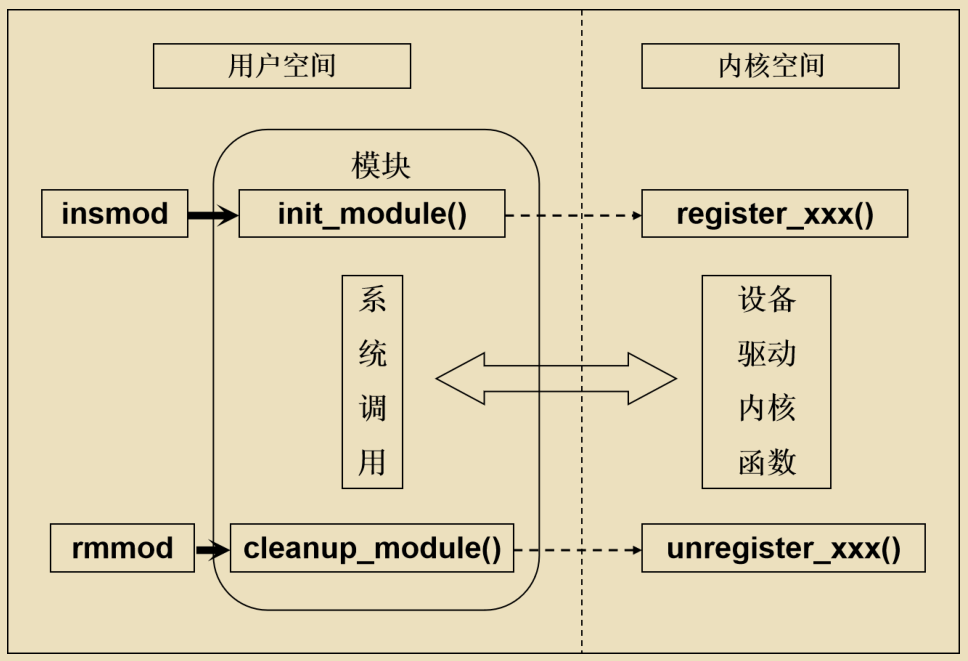 用户空间
内核空间
模块
insmod
init_module()
register_xxx()
系
统
调
用
设备
驱动
内核
函数
rmmod
cleanup_module()
unregister_xxx()